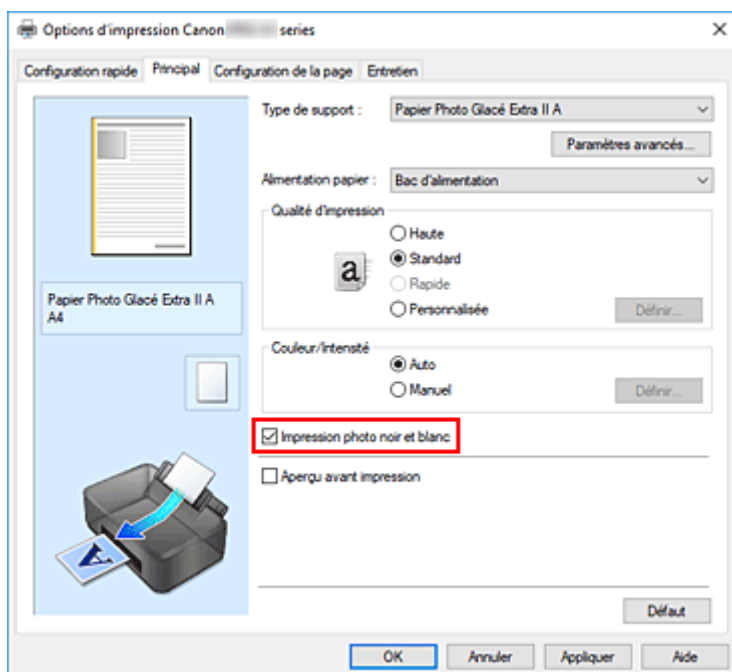 Options d'impression Canon series
Configuration rapide Principal Configuration de la page Entretien
Type de support : Papier Photo Glacé Extra II A
Paramètres avancés...
Alimentation papier : Bac d'alimentation
Qualité d'impression
Haute
a Standard
Rapide
Personnalisée Définir...
Papier Photo Glacé Extra II A
A4
Couleur/Intensité
Auto
Manuel Définir...
Impression photo noir et blanc
Aperçu avant impression
A
Défaut
OK Annuler Appliquer Aide